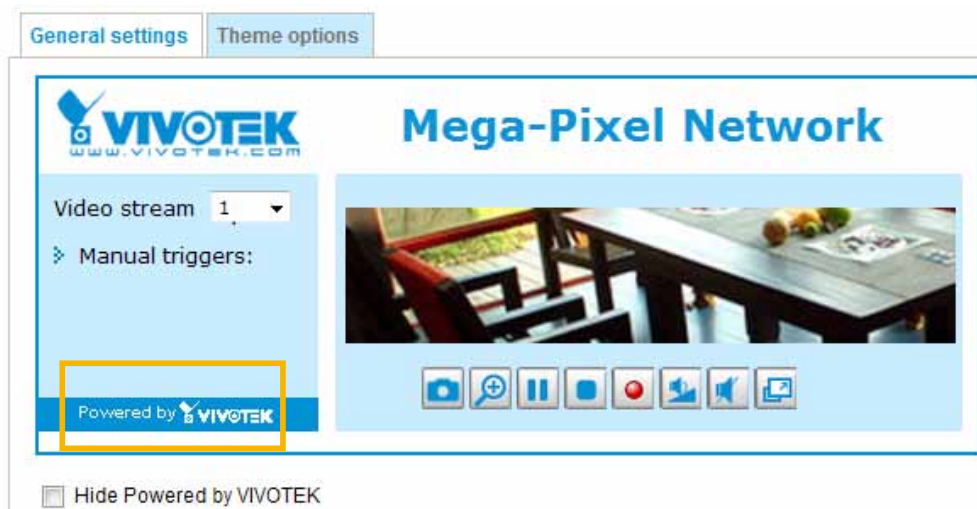 General settings
Theme options
VIVOTEK
www.vivotek.com
Mega-Pixel Network
Video stream 1
Manual triggers:
Powered by VIVOTEK
Hide Powered by VIVOTEK